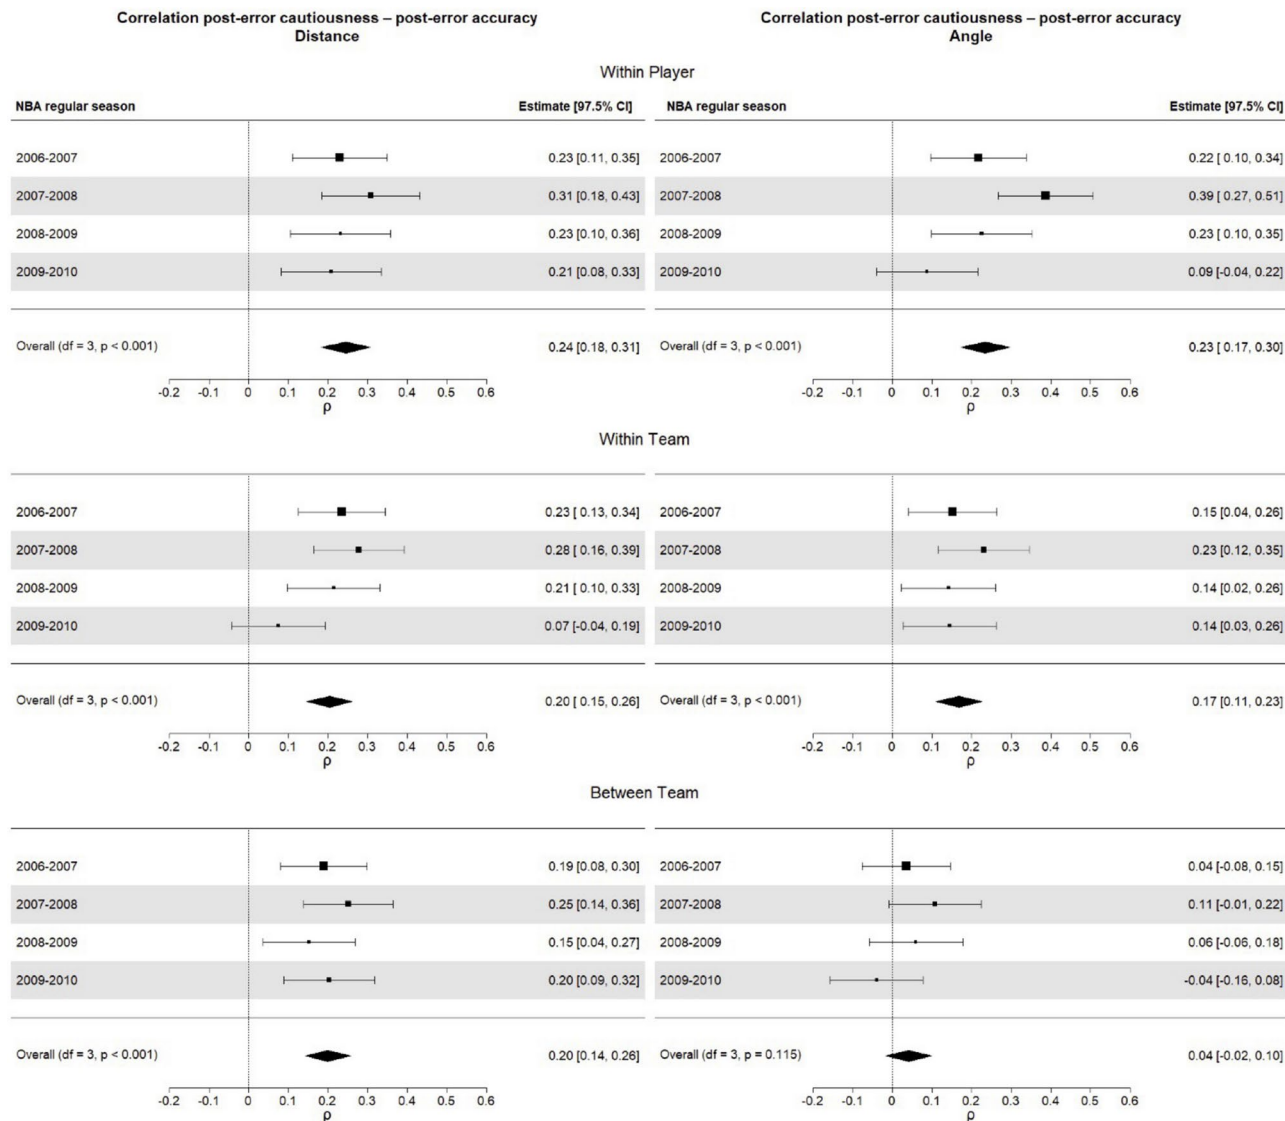 Correlation post-error cautiousness – post-error accuracy
Distance
Correlation post-error cautiousness – post-error accuracy
Angle
Within Player
NBA regular season Estimate [97.5% CI] NBA regular season Estimate [97.5% CI]
2006-2007 0.23 [0.11, 0.35] 0.22 [0.10, 0.34]
2007-2008 0.31 [0.18, 0.43] 0.39 [ 0.27, 0.51]
2008-2009 0.23 [0.10, 0.36] 0.23 [0.10, 0.35]
2009-2010 0.21 [0.08, 0.33] 0.09 [-0.04, 0.22]
Overall (df = 3, p < 0.001) 0.24 [0.18, 0.31] Overall (df = 3, p < 0.001) 0.23 [ 0.17, 0.30]
-0.2 -0.1 0 0.1 0.2 0.3 0.4 0.5 0.6 -0.2 -0.1 0 0.1 0.2 0.3 0.4 0.5 0.6
ρ ρ
Within Team
2006-2007 0.23 [ 0.13, 0.34] 2006-2007 0.15 [0.04, 0.26]
2007-2008 0.28 [ 0.16, 0.39] 2007-2008 0.23 [0.12, 0.35]
2008-2009 0.21 [ 0.10, 0.33] 2008-2009 0.14 [0.02, 0.26]
2009-2010 0.07 [-0.04, 0.19] 2009-2010 0.14 [0.03, 0.26]
Overall (df = 3, p < 0.001) 0.20 [ 0.15, 0.26] Overall (df = 3, p < 0.001) 0.17 [0.11, 0.23]
-0.2 -0.1 0 0.1 0.2 0.3 0.4 0.5 0.6 -0.2 -0.1 0 0.1 0.2 0.3 0.4 0.5 0.6
ρ ρ
Between Team
2006-2007 0.19 [0.08, 0.30] 2006-2007 0.04 [-0.08, 0.15]
2007-2008 0.25 [0.14, 0.36] 2007-2008 0.11 [-0.01, 0.22]
2008-2009 0.15 [0.04, 0.27] 2008-2009 0.06 [-0.06, 0.18]
2009-2010 0.20 [0.09, 0.32] 2009-2010 -0.04 [-0.16, 0.08]
Overall (df = 3, p < 0.001) 0.20 [0.14, 0.26] Overall (df = 3, p = 0.115) 0.04 [-0.02, 0.10]
-0.2 -0.1 0 0.1 0.2 0.3 0.4 0.5 0.6 -0.2 -0.1 0 0.1 0.2 0.3 0.4 0.5 0.6
ρ ρ